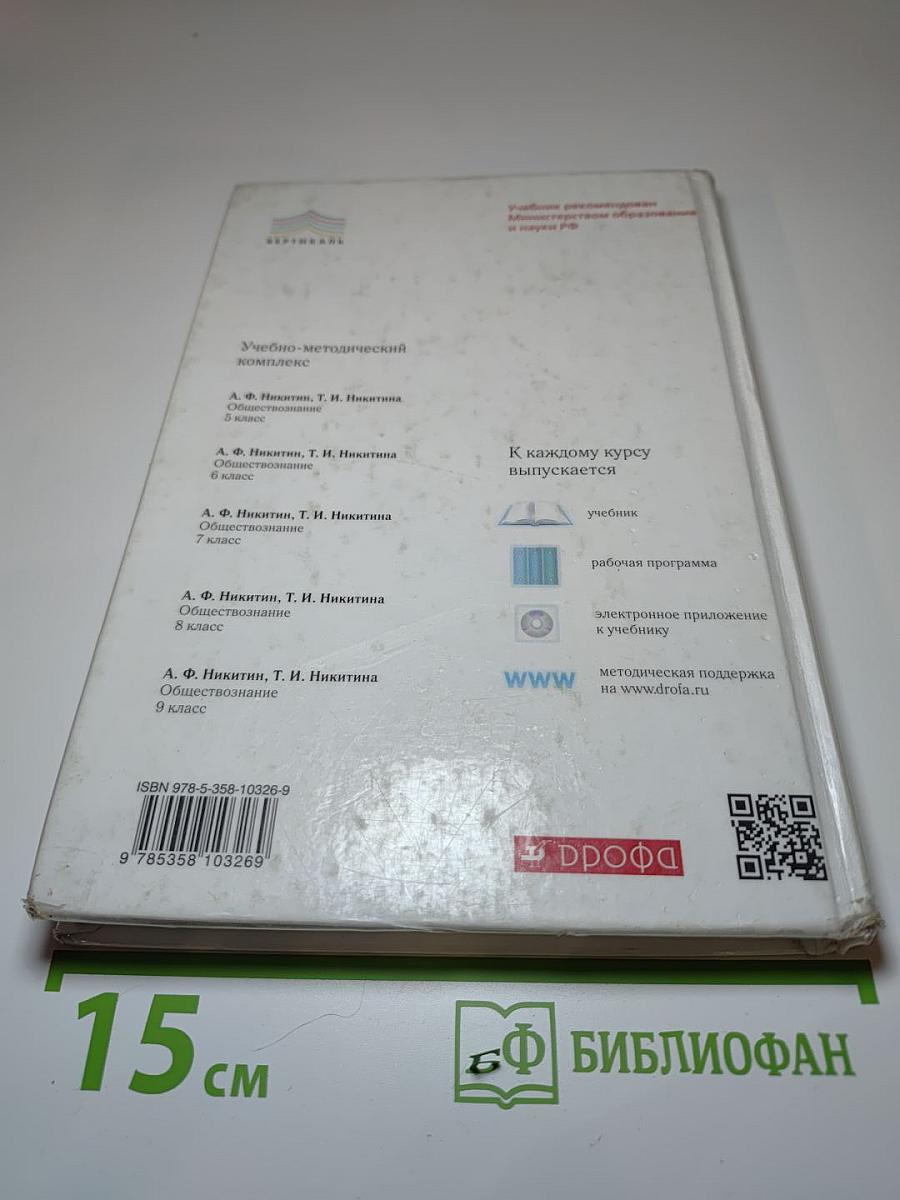 ВЕРТИКАЛЬ
Учебник рекомендован
Министерством образования
и науки РФ
Учебно-методический
комплекс
А. Ф. Никитин, Т. И. Никитина
Обществознание
5 класс
А. Ф. Никитин, Т. И. Никитина
Обществознание
6 класс
А. Ф. Никитин, Т. И. Никитина
Обществознание
7 класс
А. Ф. Никитин, Т. И. Никитина
Обществознание
8 класс
А. Ф. Никитин, Т. И. Никитина
Обществознание
9 класс
К каждому курсу
выпускается
учебник
рабочая программа
электронное приложение
к учебнику
www
методическая поддержка
на www.drofa.ru
ISBN 978-5-358-10326-9
9 785358 103269
дрофа
15 см
БФ
БИБЛИОФАН